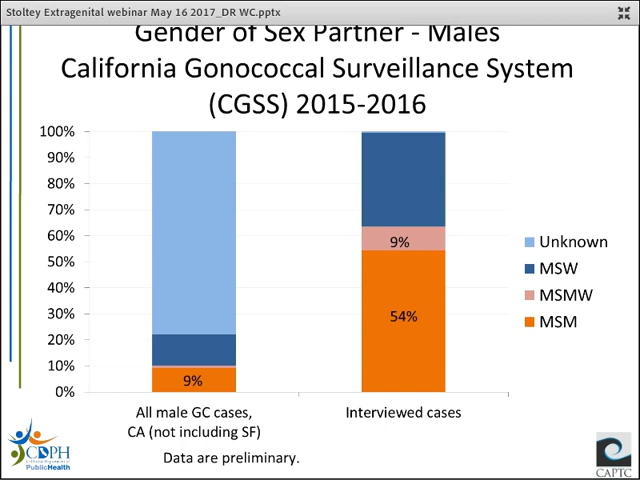 Stoltey Extragenital webinar May 16 2017_DR WC.pptx
Gender of Sex Partner - Males
California Gonococcal Surveillance System
(CGSS) 2015-2016
100%
90%
80%
70%
60%
50%
40%
30%
20%
10%
0%
9%
9%
54%
Unknown
MSW
MSMW
MSM
All male GC cases,
CA (not including SF)
Interviewed cases
Data are preliminary.
CDPH
PublicHealth
CAPTC